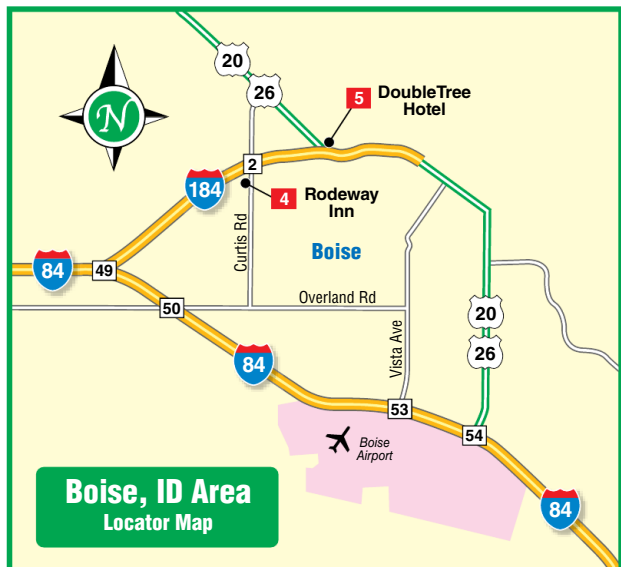 20
26
N
5
DoubleTree
Hotel
2
184
4
Rodeway
Inn
Curtis Rd
Boise
84
49
Overland Rd
50
20
Vista Ave
26
84
53
54
Boise
Airport
Boise, ID Area
Locator Map
84